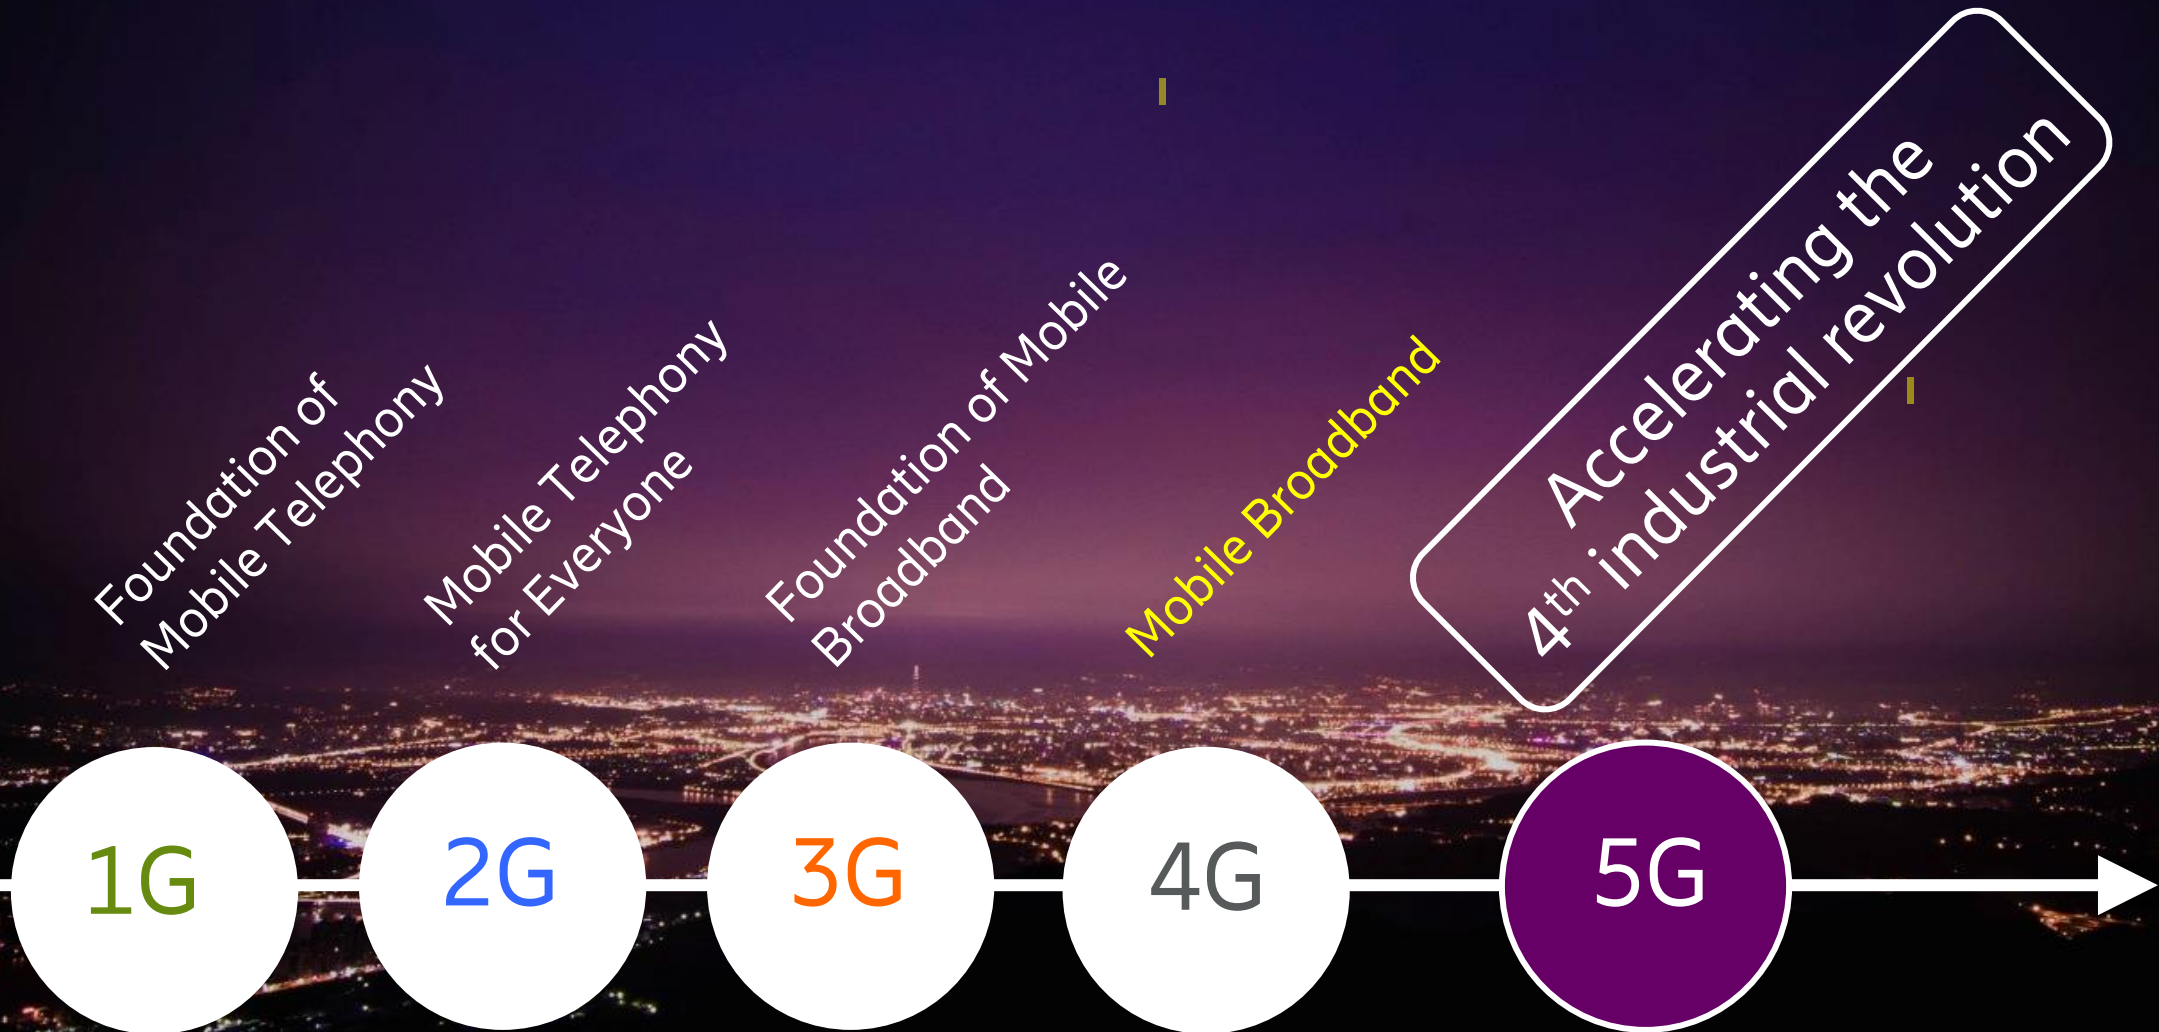 Foundation of
Mobile Telephony
Mobile Telephony
for Everyone
Foundation of Mobile
Broadband
Mobile Broadband
Accelerating the
4th industrial revolution
1G
2G
3G
4G
5G